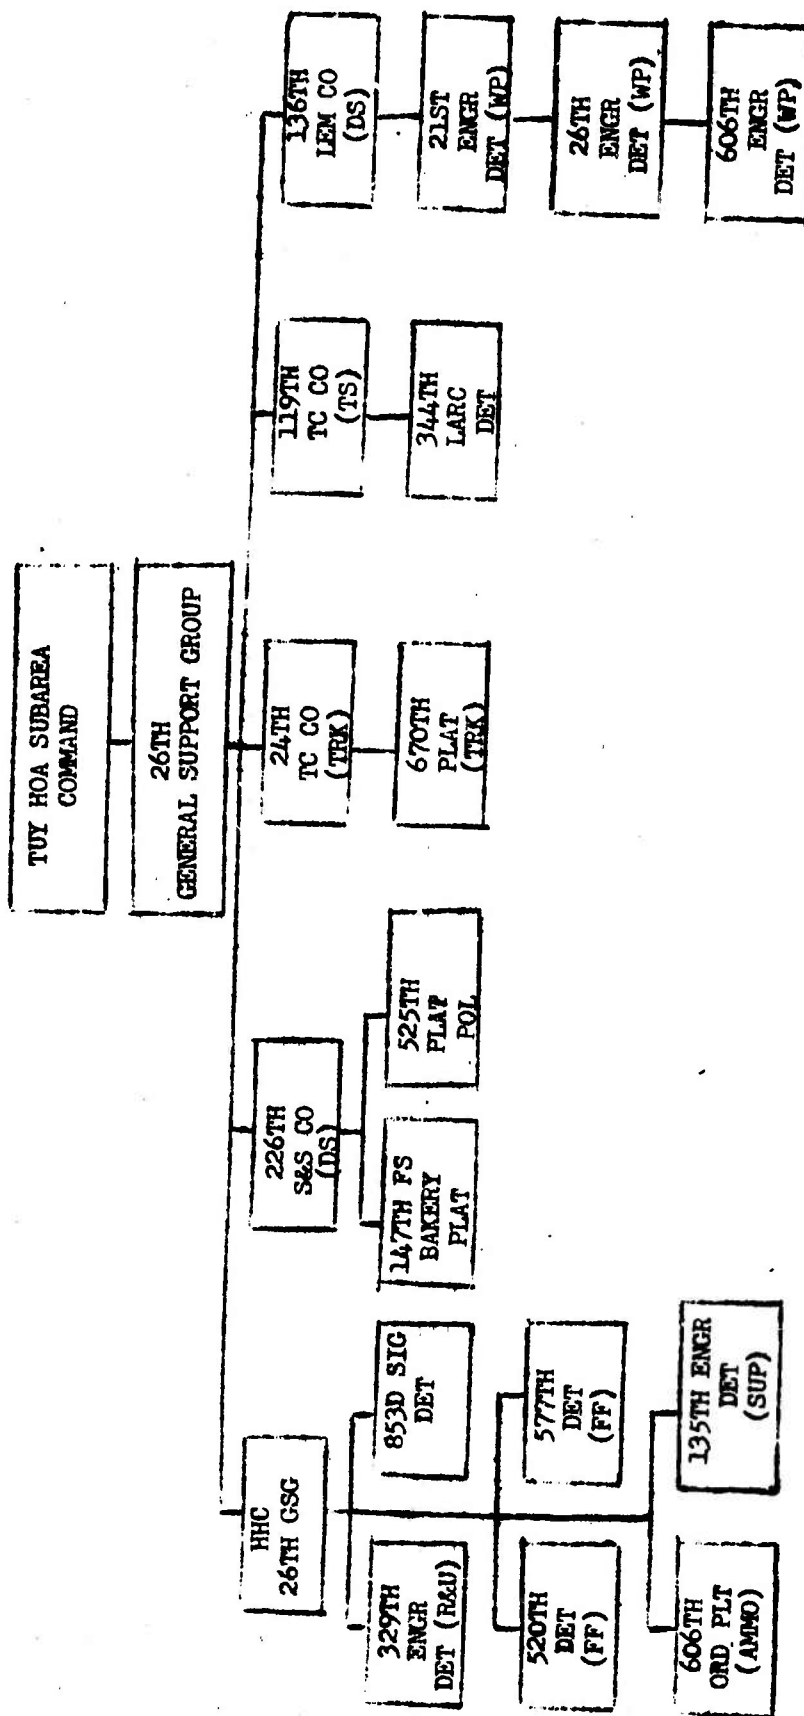 TUY HOA SUBAREA
COMMAND
26TH
GENERAL SUPPORT GROUP
HHC
26TH GSG
226TH
S&S CO
(DS)
24TH
TC CO
(TRK)
119TH
TC CO
(TS)
136TH
LEM CO
(DS)
329TH
ENGR
DET (R&U)
853D SIG
DET
147TH FS
BAKERY
PLAT
525TH
PLAT
POL
670TH
PLAT
(TRK)
344TH
LARC
DET
21ST
ENGR
DET (WP)
520TH
DET
(FF)
577TH
DET
(FF)
26TH
ENGR
DET (WP)
606TH
ORD PLT
(AMMO)
135TH ENGR
DET
(SUP)
606TH
ENGR
DET (WP)